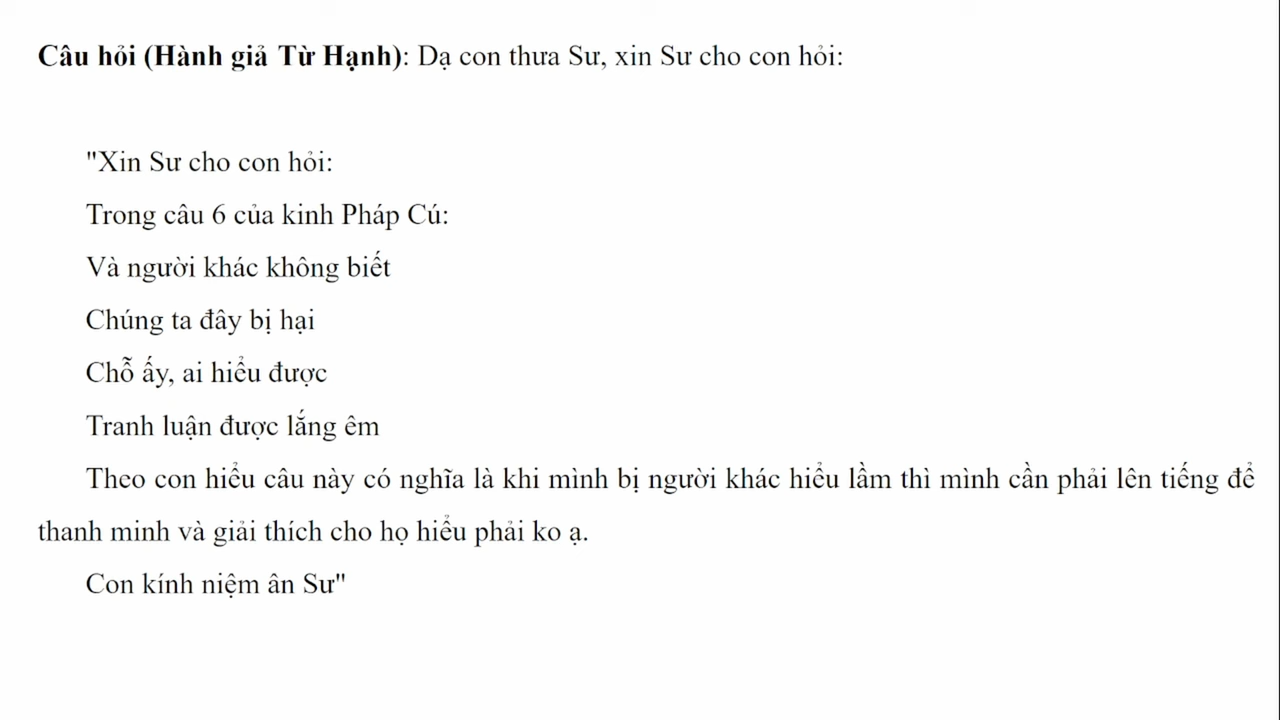 Câu hỏi (Hành giả Từ Hạnh): Dạ con thưa Sư, xin Sư cho con hỏi:
"Xin Sư cho con hỏi:
Trong câu 6 của kinh Pháp Cú:
Và người khác không biết
Chúng ta đây bị hại
Chỗ ấy, ai hiểu được
Tranh luận được lắng êm
Theo con hiểu câu này có nghĩa là khi mình bị người khác hiểu lầm thì mình cần phải lên tiếng để
thanh minh và giải thích cho họ hiểu phải ko ạ.
Con kính niệm ân Sư"